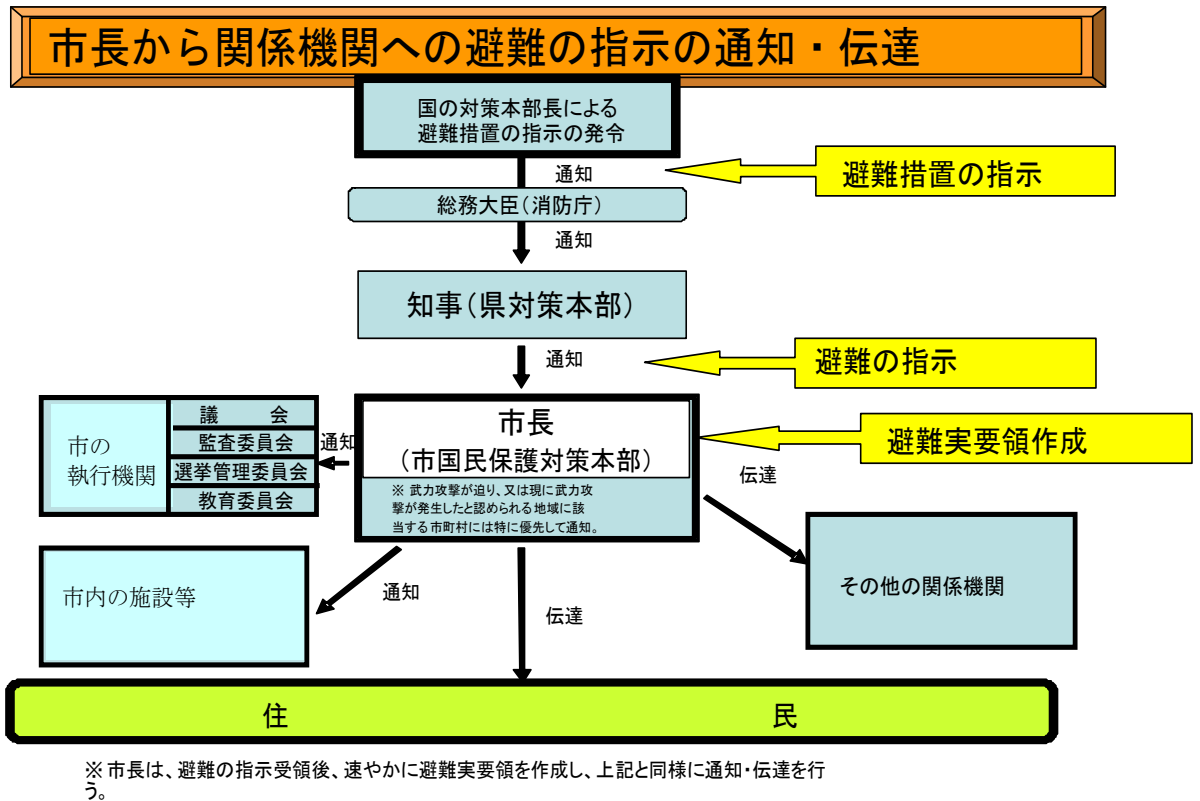 市長から関係機関への避難の指示の通知・伝達
国の対策本部長による
避難措置の指示の発令
通知
避難措置の指示
総務大臣(消防庁)
通知
知事(県対策本部)
通知
避難の指示
市の
執行機関
議　　会
監査委員会
選挙管理委員会
教育委員会
通知
市長
(市国民保護対策本部)
※ 武力攻撃が迫り、又は現に武力攻
撃が発生したと認められる地域に該
当する市町村には特に優先して通知。
避難実要領作成
伝達
市内の施設等
通知
伝達
その他の関係機関
住　　民
※ 市長は、避難の指示受領後、速やかに避難実要領を作成し、上記と同様に通知・伝達を行
う。